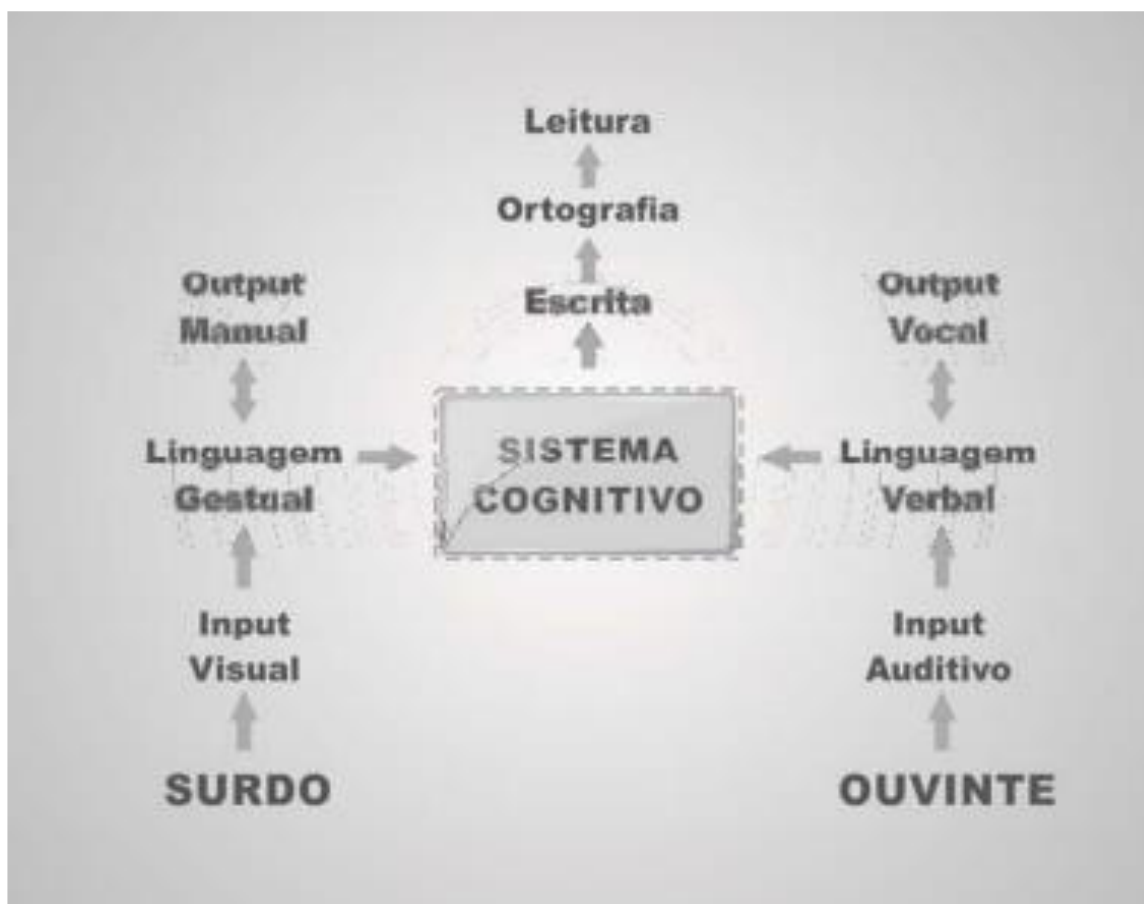 Leitura
Ortografia
Escrita
Output
Manual
Output
Vocal
Linguagem
Gestual
SISTEMA
COGNITIVO
Linguagem
Verbal
Input
Visual
Input
Auditivo
SURDO
OUVINTE